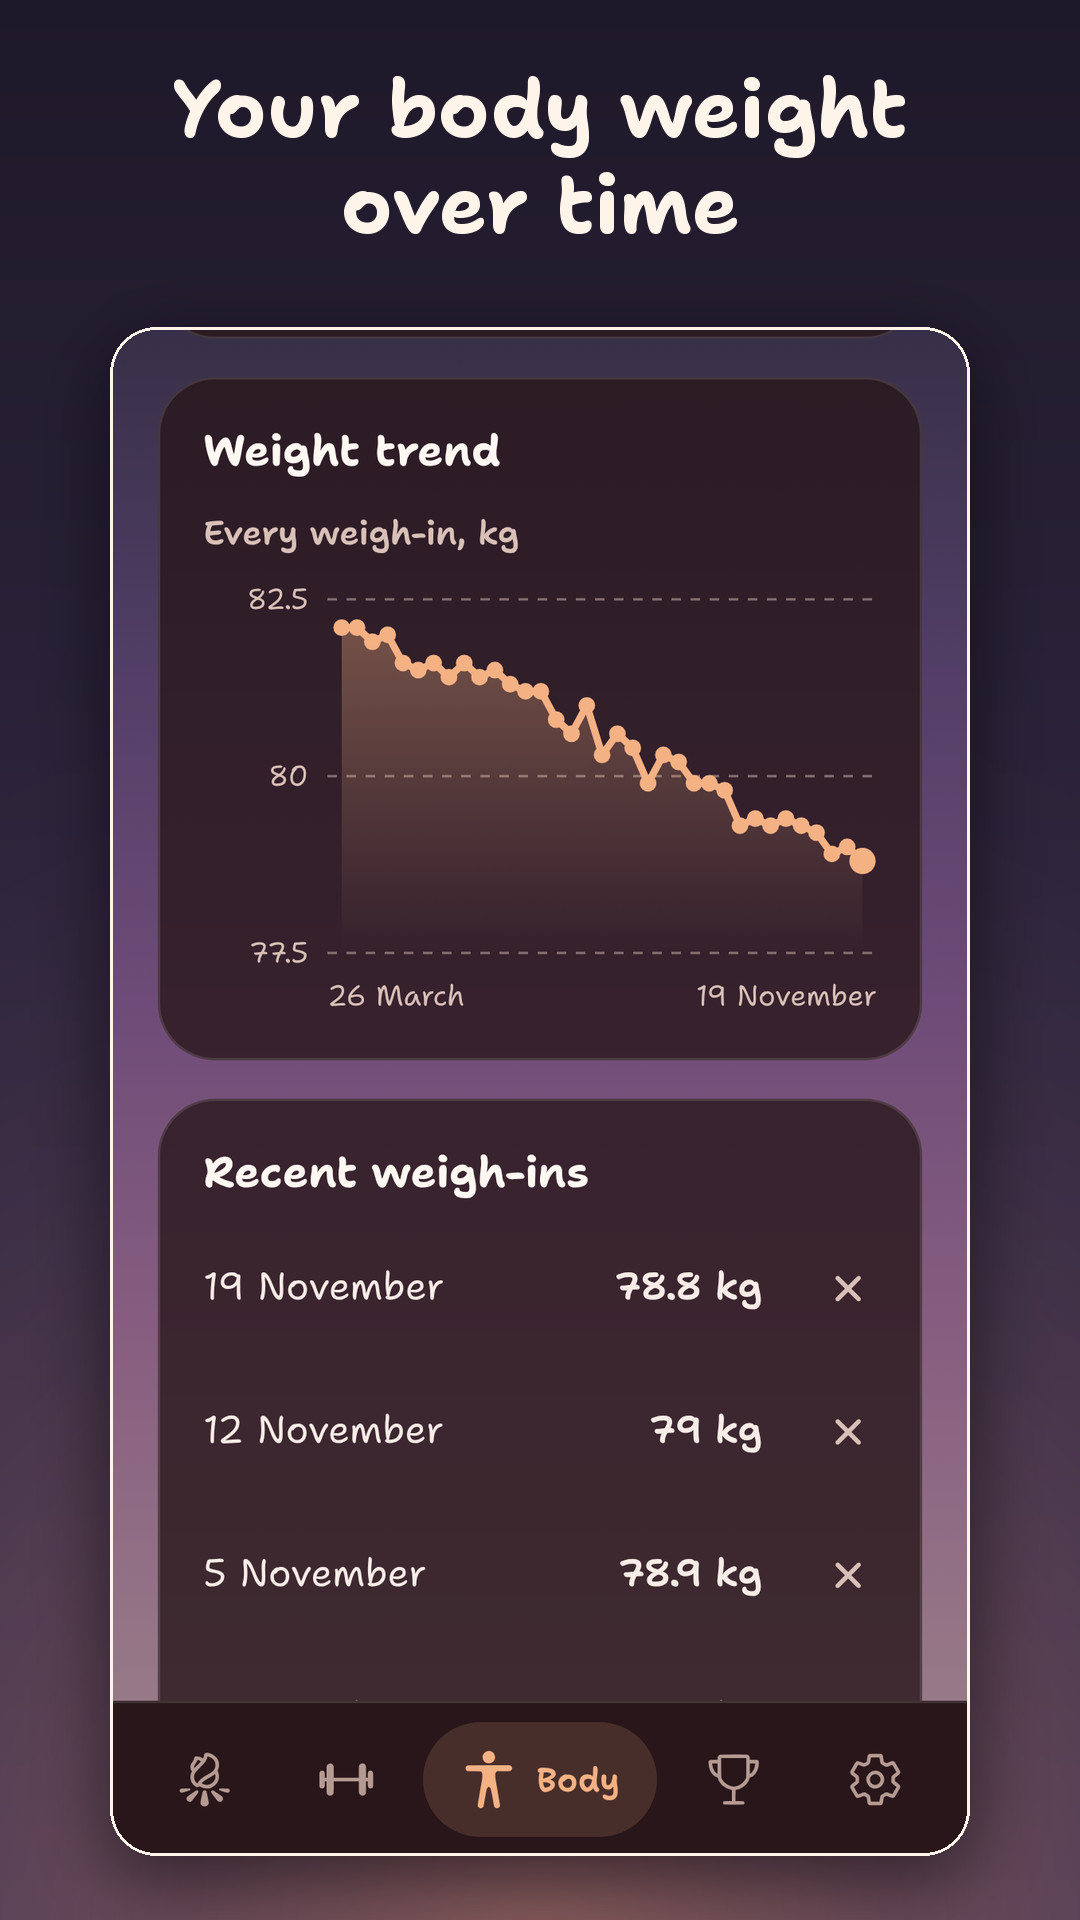 Your body weight
over time
Weight trend
Every weigh-in, kg
82.5
80
77.5
26 March 19 November
Recent weigh-ins
19 November 78.8 kg
12 November 79 kg
5 November 78.9 kg
Body